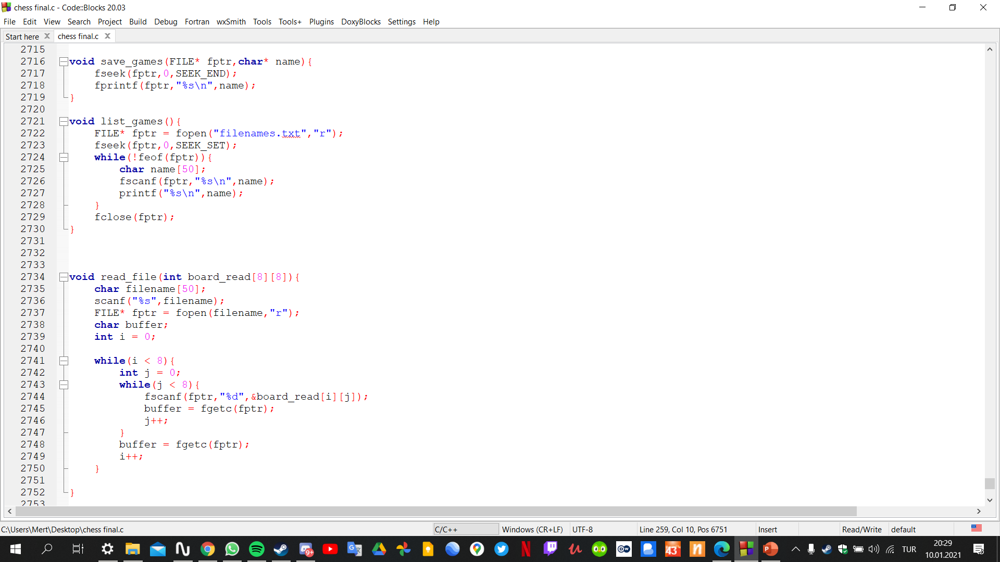 chess final.c - Code::Blocks 20.03
File Edit View Search Project Build Debug Fortran wxSmith Tools Tools+ Plugins DoxyBlocks Settings Help
Start here chess final.c
2715
2716 void save_games(FILE* fptr,char* name){
2717 fseek(fptr,0,SEEK_END);
2718 fprintf(fptr,"%s\n",name);
2719 }
2720
2721 void list_games(){
2722 FILE* fptr = fopen("filenames.txt","r");
2723 fseek(fptr,0,SEEK_SET);
2724 while(!feof(fptr)){
2725 char name[50];
2726 fscanf(fptr,"%s\n",name);
2727 printf("%s\n",name);
2728 }
2729 fclose(fptr);
2730 }
2731
2732
2733
2734 void read_file(int board_read[8][8]){
2735 char filename[50];
2736 scanf("%s",filename);
2737 FILE* fptr = fopen(filename,"r");
2738 char buffer;
2739 int i = 0;
2740
2741 while(i < 8){
2742 int j = 0;
2743 while(j < 8){
2744 fscanf(fptr,"%d",&board_read[i][j]);
2745 buffer = fgetc(fptr);
2746 j++;
2747 }
2748 buffer = fgetc(fptr);
2749 i++;
2750 }
2751
2752 }
2753
C:\Users\Mert\Desktop\chess final.c C/C++ Windows (CR+LF) UTF-8 Line 259, Col 10, Pos 6751 Insert Read/Write default
9+ 43 TUR 20:29
10.01.2021